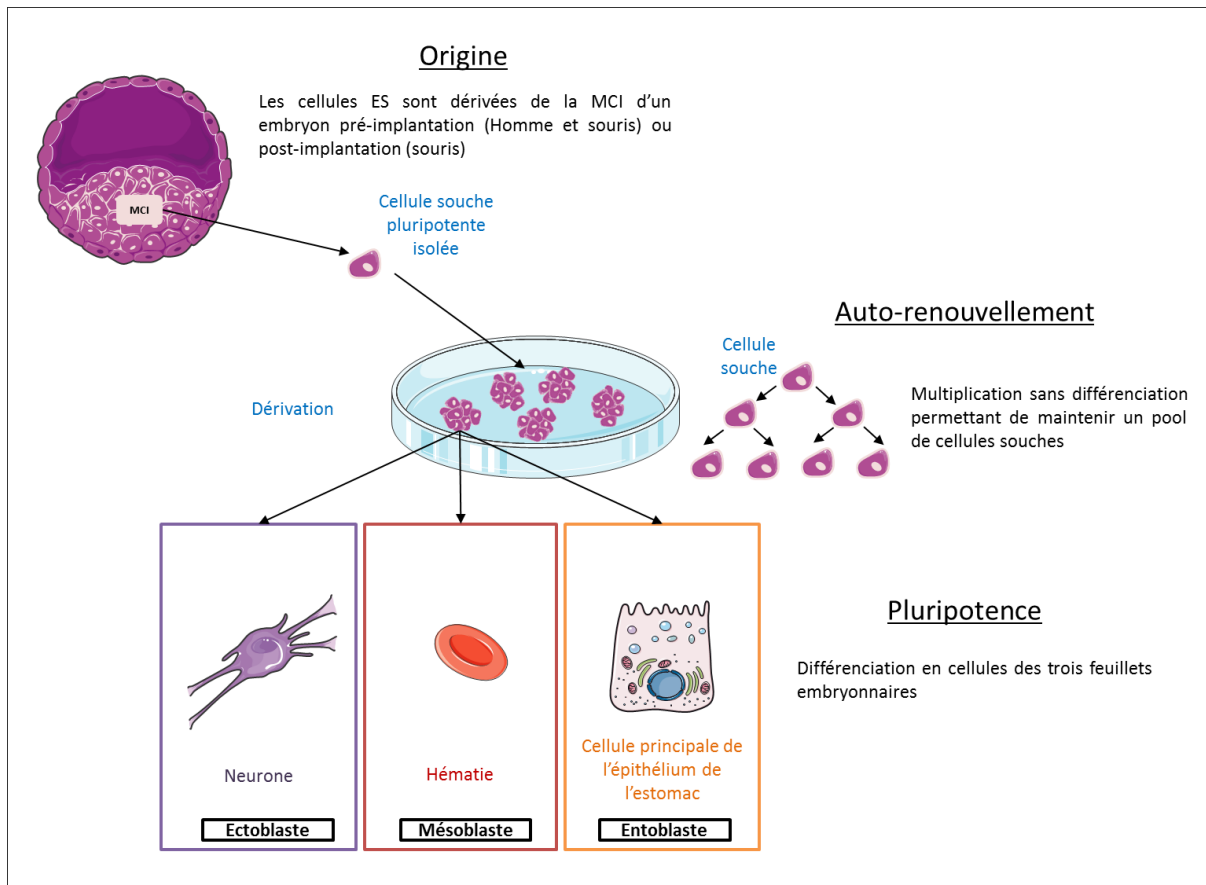 Origine
Les cellules ES sont dérivées de la MCI d'un
embryon pré-implantation (Homme et souris) ou
post-implantation (souris)
MCI
Cellule souche
pluripotente
isolée
Auto-renouvellement
Cellule
souche
Multiplication sans différenciation
permettant de maintenir un pool
de cellules souches
Dérivation
Pluripotence
Différenciation en cellules des trois feuillets
embryonnaires
Neurone
Ectoblaste
Hématie
Mésoblaste
Cellule principale de
l'épithélium de
l'estomac
Entoblaste